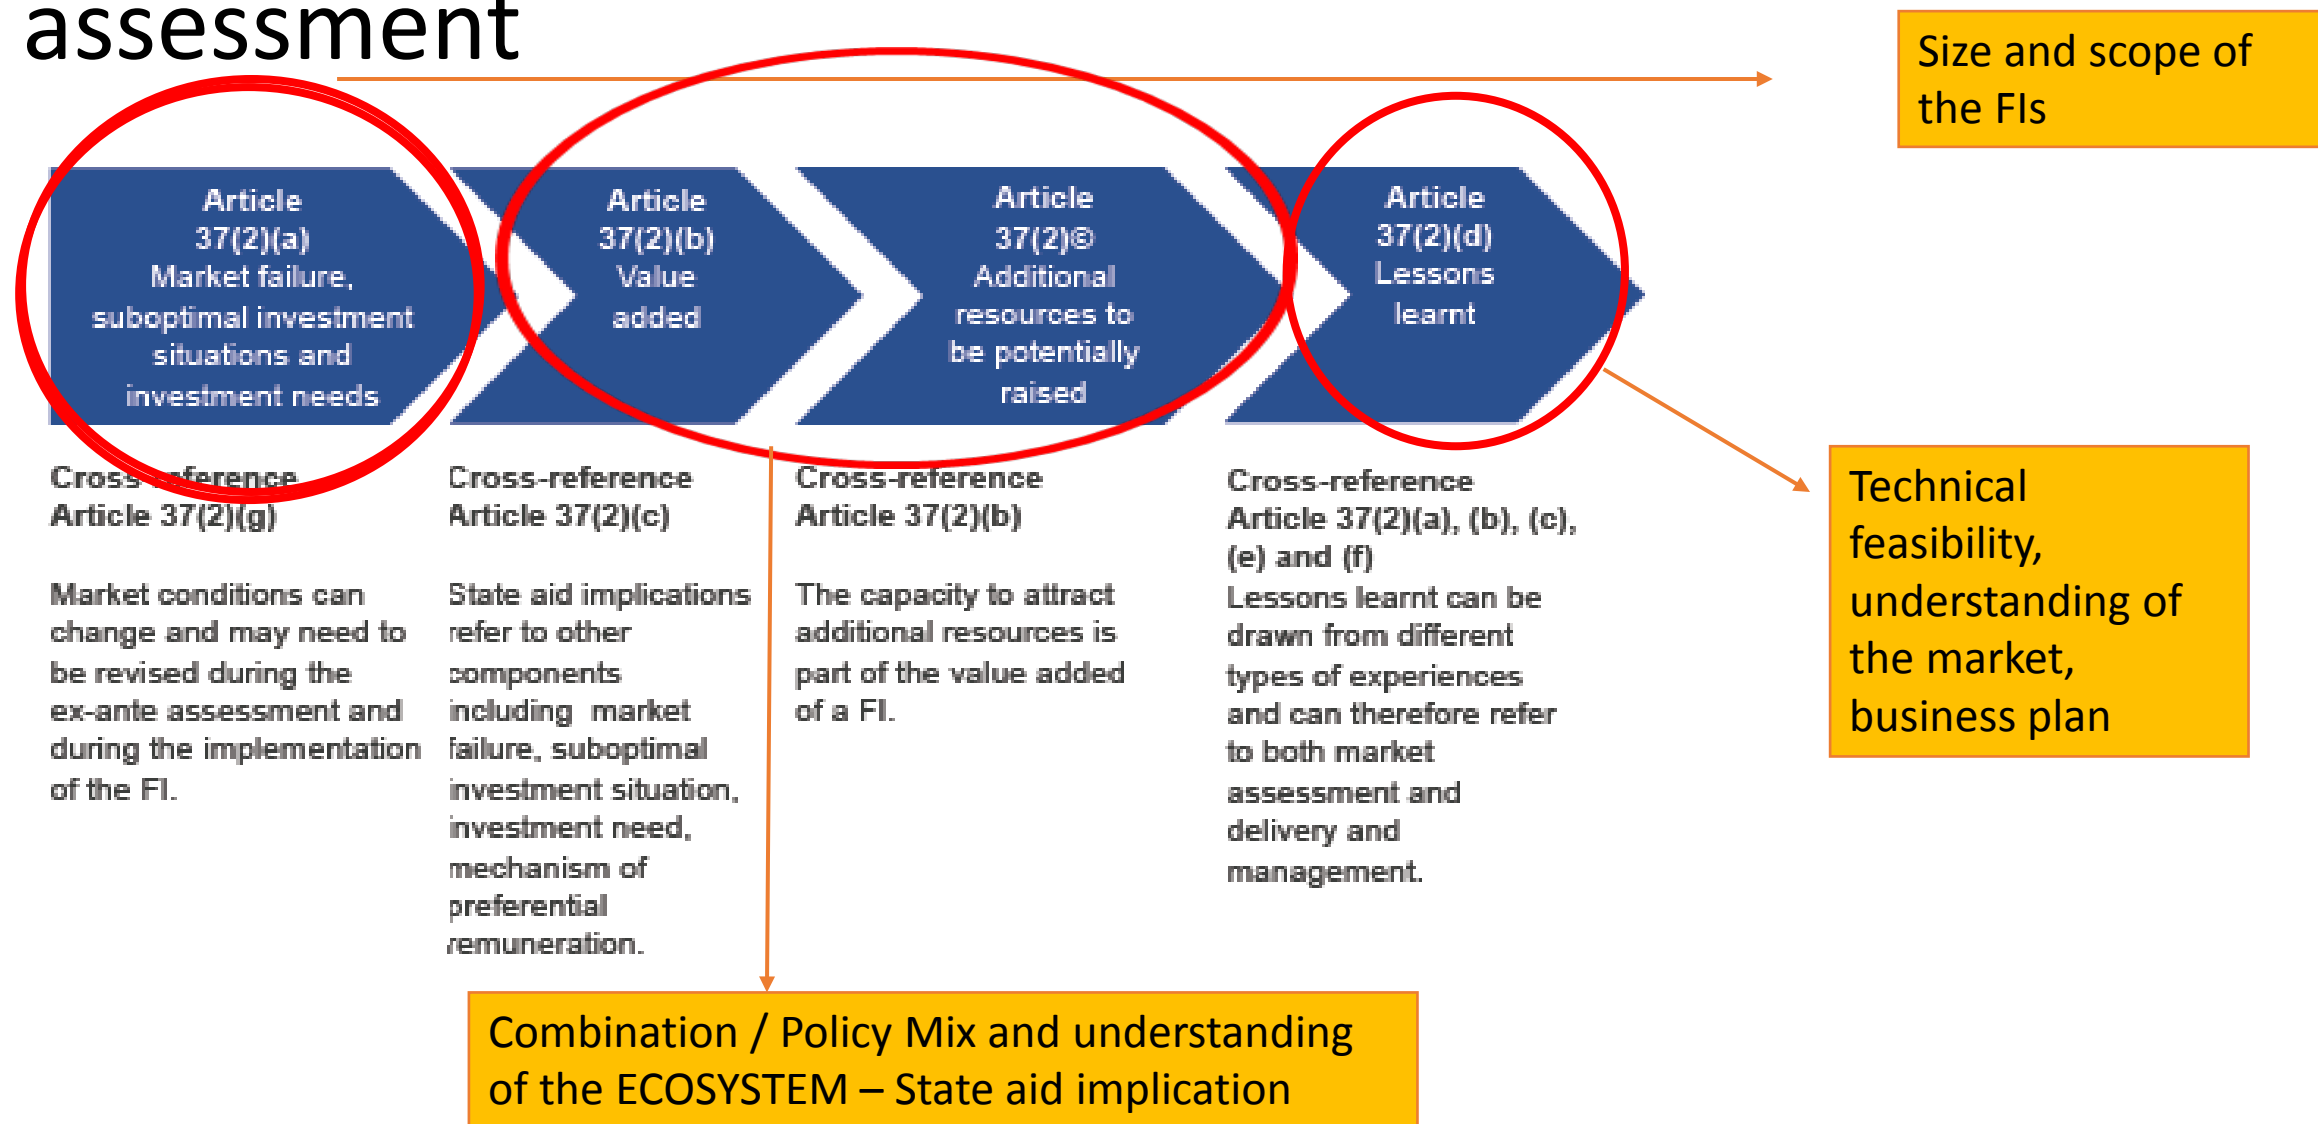 assessment
Size and scope of
the FIs
Article
37(2)(a)
Market failure,
suboptimal investment
situations and
investment needs
Article
37(2)(b)
Value
added
Article
37(2)®
Additional
resources to
be potentially
raised
Article
37(2)(d)
Lessons
learnt
Cross-reference
Article 37(2)(g)
Market conditions can
change and may need to
be revised during the
ex-ante assessment and
during the implementation
of the FI.
Cross-reference
Article 37(2)(c)
State aid implications
refer to other
components
including market
failure, suboptimal
investment situation,
investment need,
mechanism of
preferential
remuneration.
Cross-reference
Article 37(2)(b)
The capacity to attract
additional resources is
part of the value added
of a FI.
Cross-reference
Article 37(2)(a), (b), (c),
(e) and (f)
Lessons learnt can be
drawn from different
types of experiences
and can therefore refer
to both market
assessment and
delivery and
management.
Technical
feasibility,
understanding of
the market,
business plan
Combination / Policy Mix and understanding
of the ECOSYSTEM – State aid implication